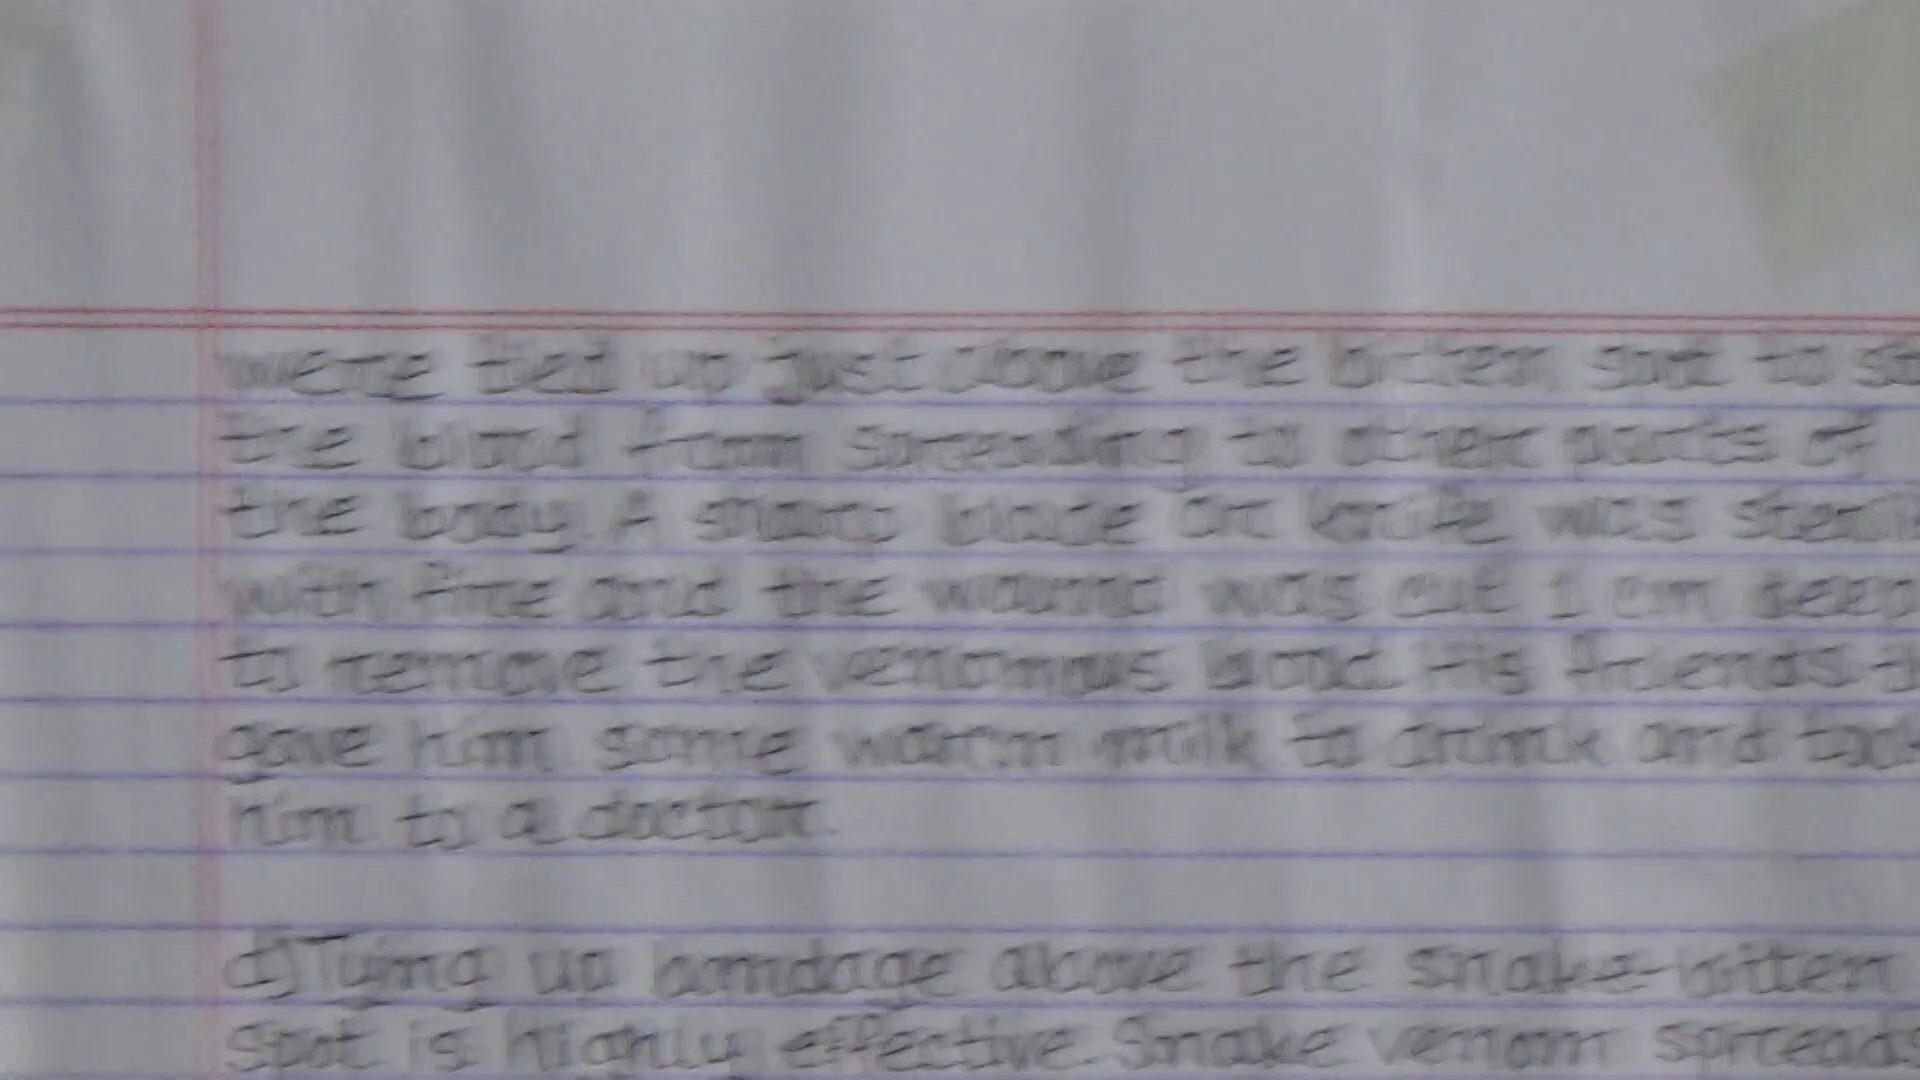 were tied up just above the bitten spot to
the blood from spreading to other parts of
the body. A sharp blade or knife was
with fire and the wound was cut 1 cm deep
to remove the venomous blood. His friends
gave him some warm milk to drink and took
him to a doctor.
d) Tying up bandage above the snake-bitten
spot is highly effective. Snake venom spreads